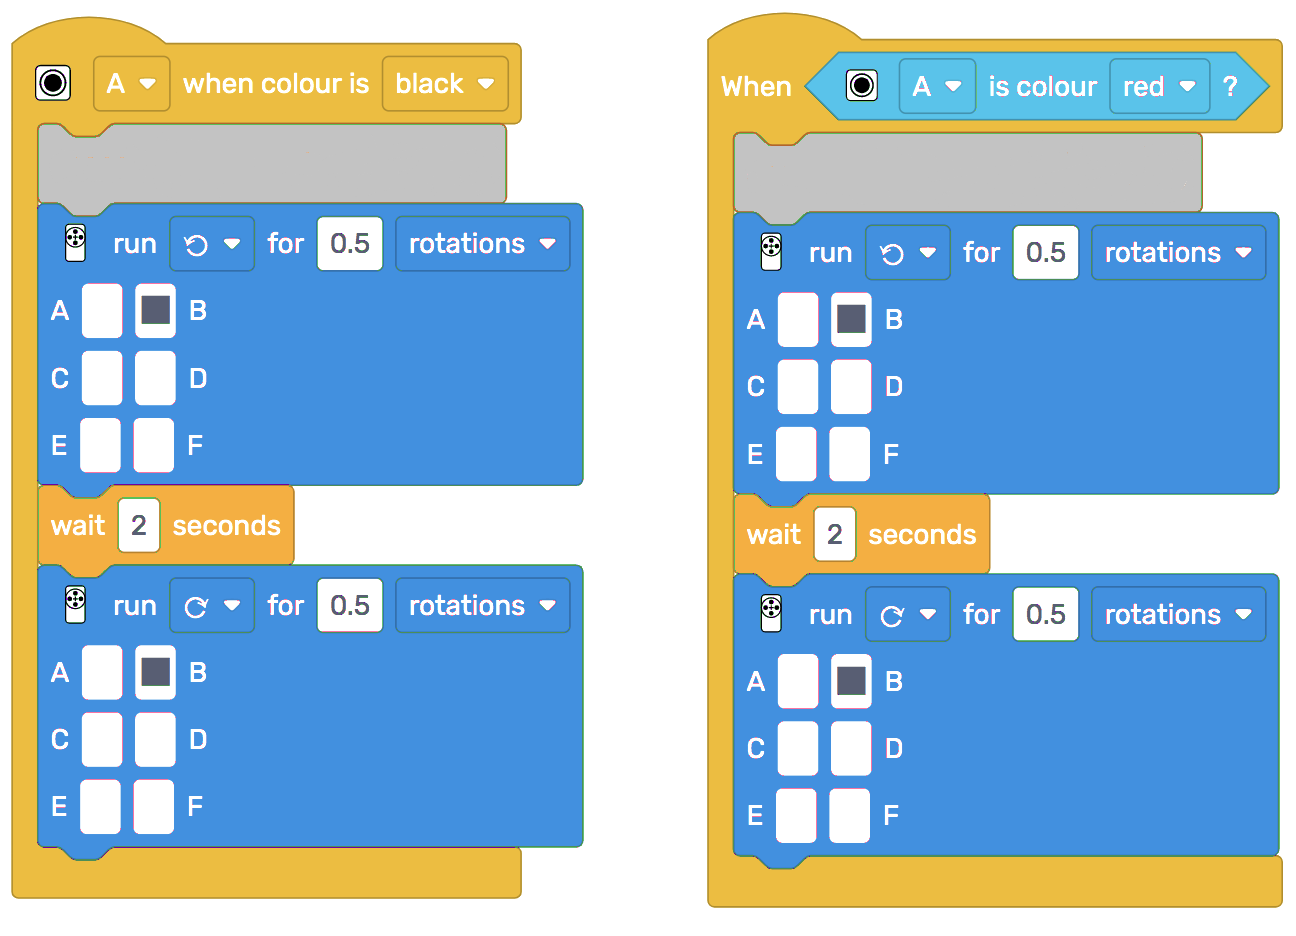 A when colour is black
run for 0.5 rotations
A B
C D
E F
wait 2 seconds
run for 0.5 rotations
A B
C D
E F
When A is colour red ?
run for 0.5 rotations
A B
C D
E F
wait 2 seconds
run for 0.5 rotations
A B
C D
E F